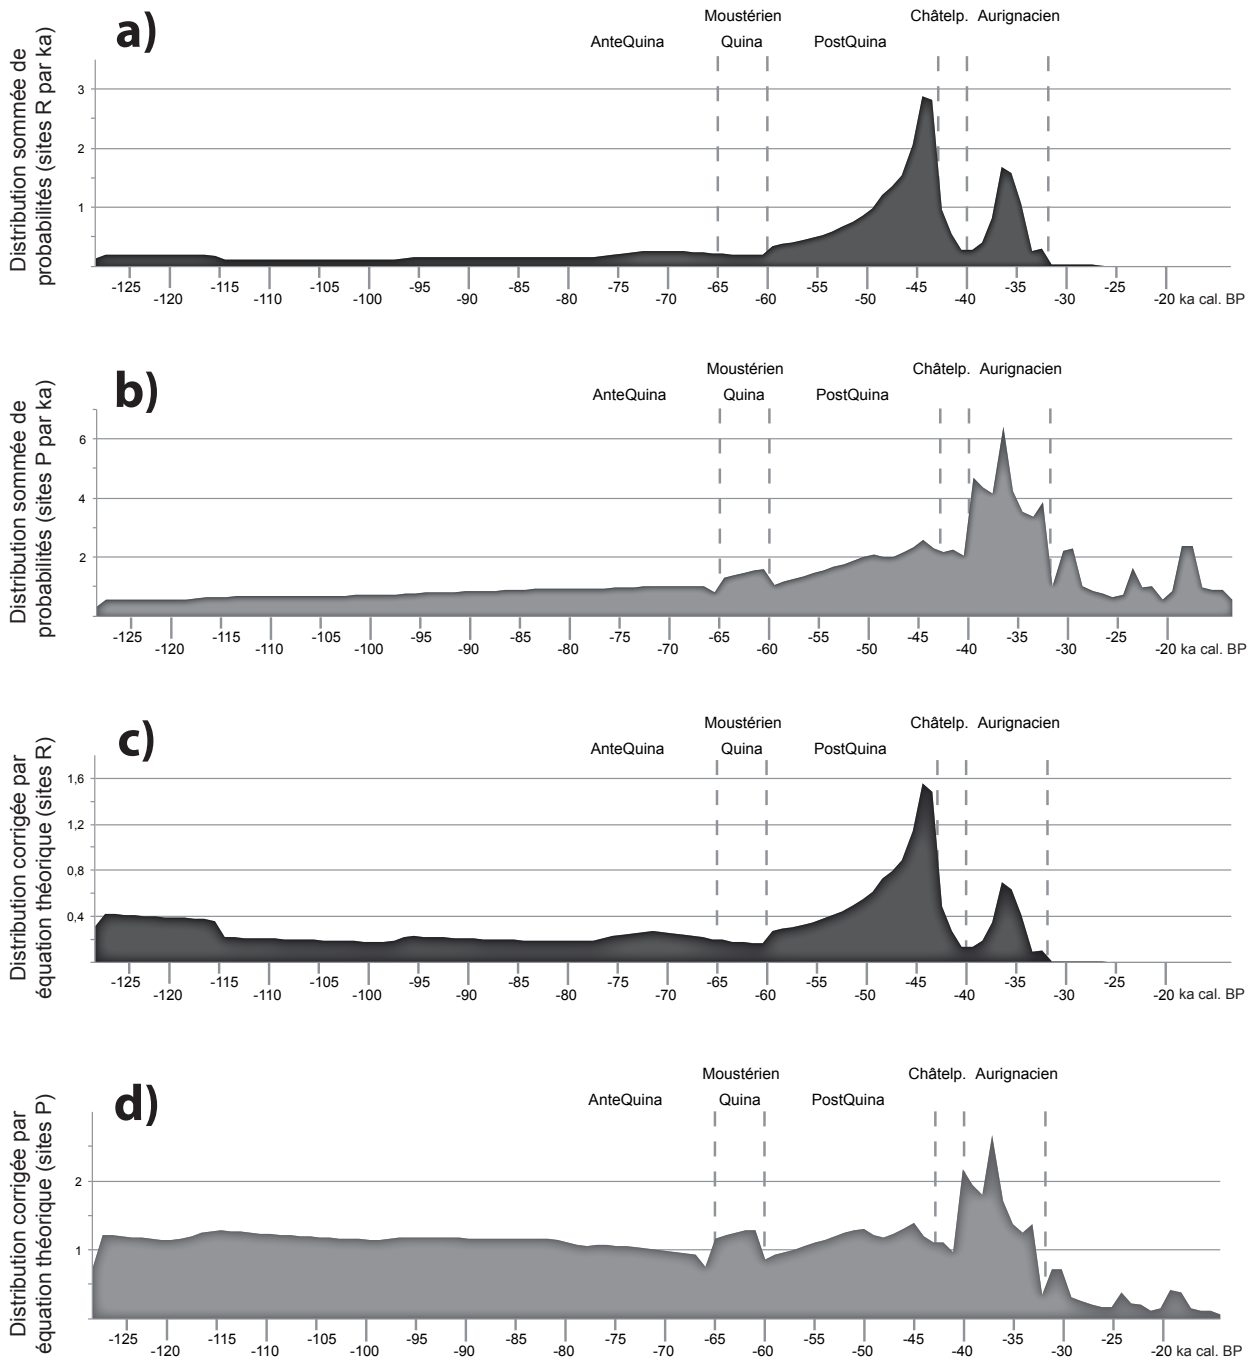 a)
Moustérien
Châtelp. Aurignacien
AnteQuina Quina PostQuina
Distribution sommée de
probabilités (sites R par ka)
3
2
1
-125 -115 -105 -95 -85 -75 -65 -55 -45 -35 -25
-120 -110 -100 -90 -80 -70 -60 -50 -40 -30 -20 ka cal. BP
b)
Moustérien
Châtelp. Aurignacien
AnteQuina Quina PostQuina
Distribution sommée de
probabilités (sites P par ka)
6
4
2
-125 -115 -105 -95 -85 -75 -65 -55 -45 -35 -25
-120 -110 -100 -90 -80 -70 -60 -50 -40 -30 -20 ka cal. BP
c)
Moustérien
Châtelp. Aurignacien
AnteQuina Quina PostQuina
Distribution corrigée par
équation théorique (sites R)
1,6
1,2
0,8
0,4
-125 -115 -105 -95 -85 -75 -65 -55 -45 -35 -25
-120 -110 -100 -90 -80 -70 -60 -50 -40 -30 -20 ka cal. BP
d)
Moustérien
Châtelp. Aurignacien
AnteQuina Quina PostQuina
Distribution corrigée par
équation théorique (sites P)
2
1
-125 -115 -105 -95 -85 -75 -65 -55 -45 -35 -25
-120 -110 -100 -90 -80 -70 -60 -50 -40 -30 -20 ka cal. BP